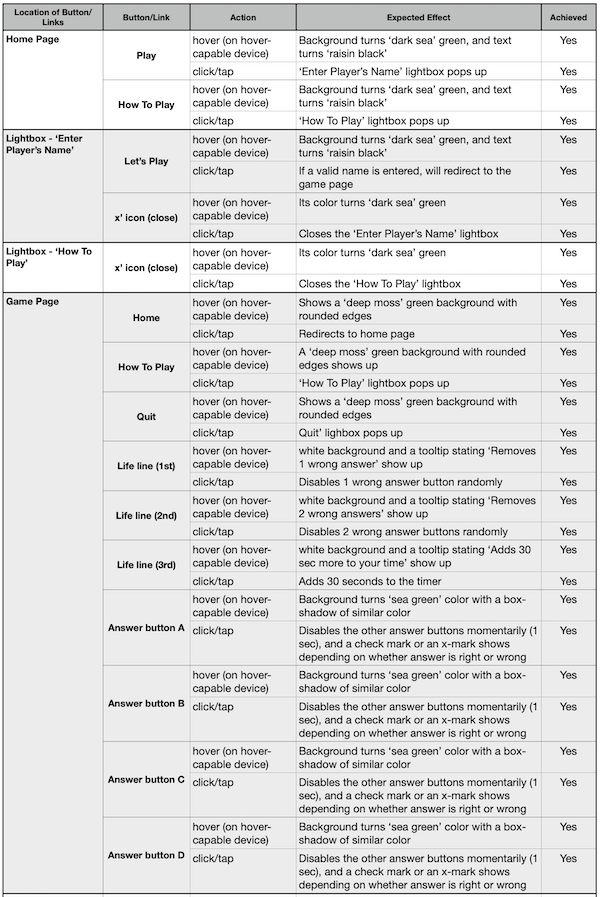 Location of Button/ Links Button/Link Action Expected Effect Achieved
Home Page
Play
hover (on hover-
capable device)
Background turns ‘dark sea’ green, and text
turns ‘raisin black’
Yes
click/tap
‘Enter Player’s Name’ lightbox pops up
Yes
How To Play
hover (on hover-
capable device)
Background turns ‘dark sea’ green, and text
turns ‘raisin black’
Yes
click/tap
‘How To Play’ lightbox pops up
Yes
Lightbox - ‘Enter
Player’s Name’
Let’s Play
hover (on hover-
capable device)
Background turns ‘dark sea’ green, and text
turns ‘raisin black’
Yes
click/tap
If a valid name is entered, will redirect to the
game page
Yes
x’ icon (close)
hover (on hover-
capable device)
Its color turns ‘dark sea’ green
Yes
click/tap
Closes the ‘Enter Player’s Name’ lightbox
Yes
Lightbox - ‘How To
Play’
x’ icon (close)
hover (on hover-
capable device)
Its color turns ‘dark sea’ green
Yes
click/tap
Closes the ‘How To Play’ lightbox
Yes
Game Page
Home
hover (on hover-
capable device)
Shows a ‘deep moss’ green background with
rounded edges
Yes
click/tap
Redirects to home page
Yes
How To Play
hover (on hover-
capable device)
A ‘deep moss’ green background with rounded
edges shows up
Yes
click/tap
‘How To Play’ lightbox pops up
Yes
Quit
hover (on hover-
capable device)
Shows a ‘deep moss’ green background with
rounded edges
Yes
click/tap
Quit’ lighbox pops up
Yes
Life line (1st)
hover (on hover-
capable device)
white background and a tooltip stating ‘Removes
1 wrong answer’ show up
Yes
click/tap
Disables 1 wrong answer button randomly
Yes
Life line (2nd)
hover (on hover-
capable device)
white background and a tooltip stating ‘Removes
2 wrong answers’ show up
Yes
click/tap
Disables 2 wrong answer buttons randomly
Yes
Life line (3rd)
hover (on hover-
capable device)
white background and a tooltip stating ‘Adds 30
sec more to your time’ show up
Yes
click/tap
Adds 30 seconds to the timer
Yes
Answer button A
hover (on hover-
capable device)
Background turns ‘sea green’ color with a box-
shadow of similar color
Yes
click/tap
Disables the other answer buttons momentarily (1
sec), and a check mark or an x-mark shows
depending on whether answer is right or wrong
Yes
Answer button B
hover (on hover-
capable device)
Background turns ‘sea green’ color with a box-
shadow of similar color
Yes
click/tap
Disables the other answer buttons momentarily (1
sec), and a check mark or an x-mark shows
depending on whether answer is right or wrong
Yes
Answer button C
hover (on hover-
capable device)
Background turns ‘sea green’ color with a box-
shadow of similar color
Yes
click/tap
Disables the other answer buttons momentarily (1
sec), and a check mark or an x-mark shows
depending on whether answer is right or wrong
Yes
Answer button D
hover (on hover-
capable device)
Background turns ‘sea green’ color with a box-
shadow of similar color
Yes
click/tap
Disables the other answer buttons momentarily (1
sec), and a check mark or an x-mark shows
depending on whether answer is right or wrong
Yes